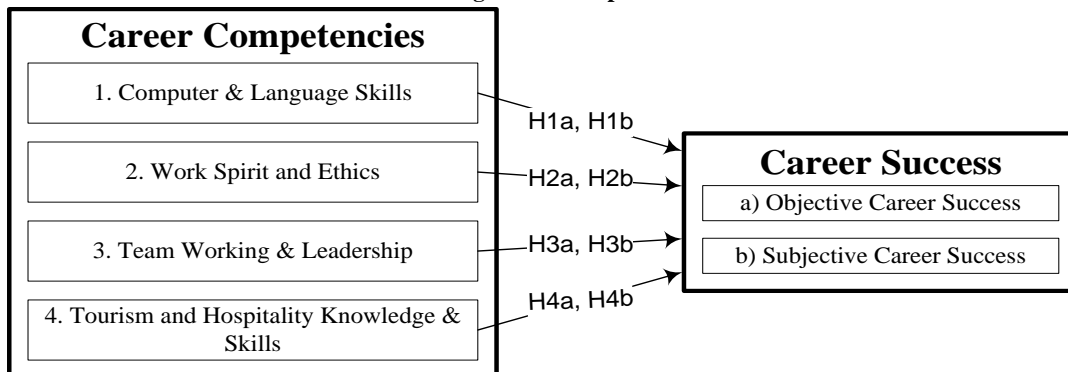 Career Competencies
1. Computer & Language Skills
2. Work Spirit and Ethics
3. Team Working & Leadership
4. Tourism and Hospitality Knowledge &
Skills
H1a, H1b
H2a, H2b
H3a, H3b
H4a, H4b
Career Success
a) Objective Career Success
b) Subjective Career Success